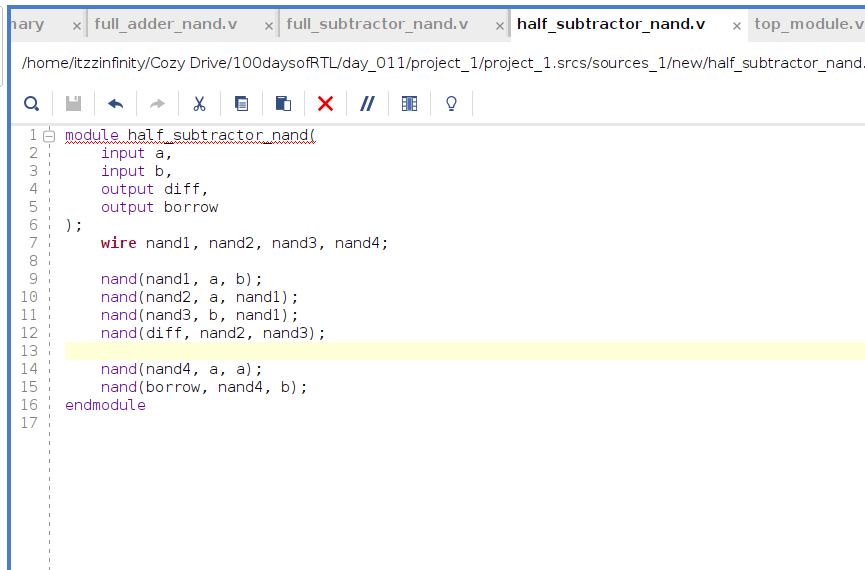 nary × full_adder_nand.v × full_subtractor_nand.v × half_subtractor_nand.v × top_module.v
/home/itzzinfinity/Cozy Drive/100daysofRTL/day_011/project_1/project_1.srcs/sources_1/new/half_subtractor_nand.
1 module half_subtractor_nand(
2 input a,
3 input b,
4 output diff,
5 output borrow
6 );
7 wire nand1, nand2, nand3, nand4;
8
9 nand(nand1, a, b);
10 nand(nand2, a, nand1);
11 nand(nand3, b, nand1);
12 nand(diff, nand2, nand3);
13
14 nand(nand4, a, a);
15 nand(borrow, nand4, b);
16 endmodule
17